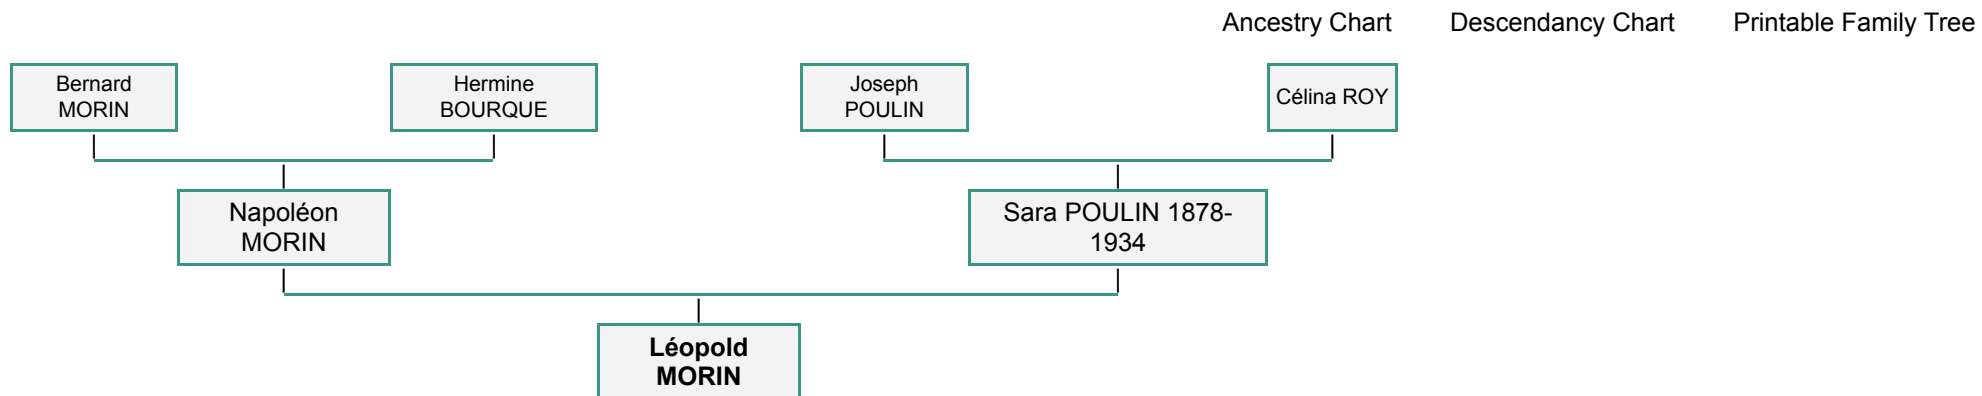 Ancestry Chart Descendancy Chart Printable Family Tree
Bernard
MORIN
Hermine
BOURQUE
Joseph
POULIN
Célina ROY
Napoléon
MORIN
Sara POULIN 1878-
1934
Léopold
MORIN